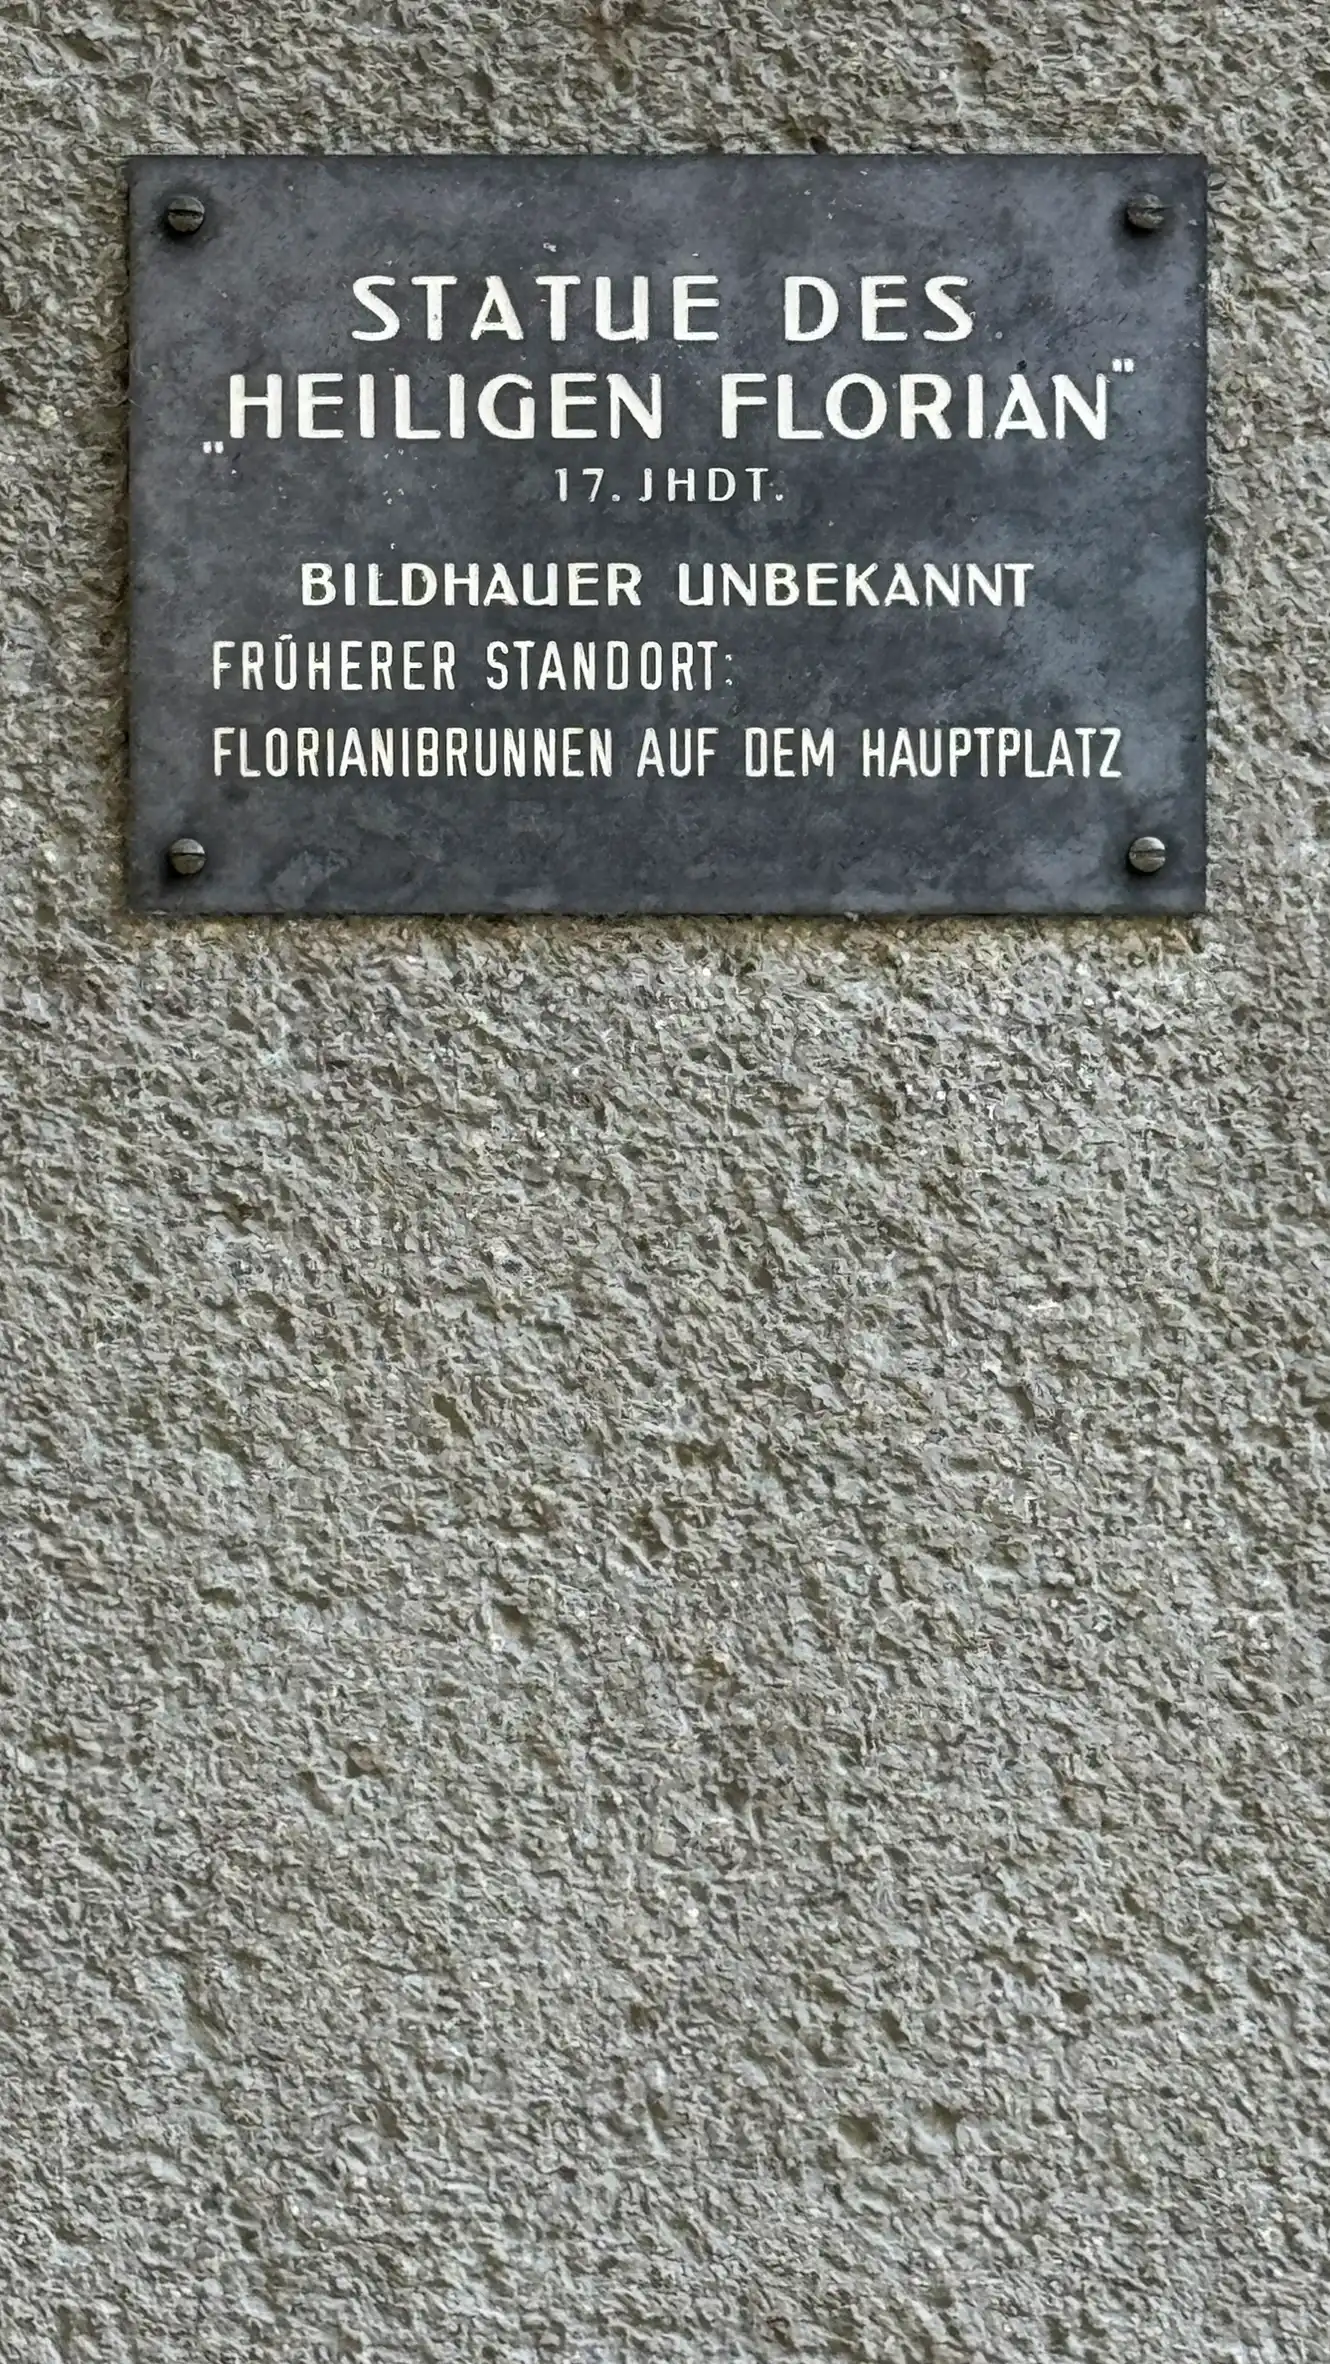 STATUE DES
„HEILIGEN FLORIAN"
17. JHDT.
BILDHAUER UNBEKANNT
FRÜHERER STANDORT:
FLORIANIBRUNNEN AUF DEM HAUPTPLATZ